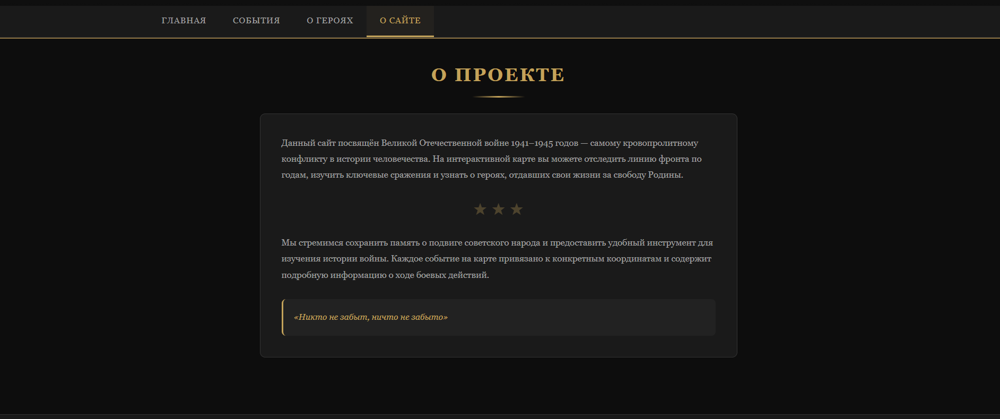 ГЛАВНАЯ СОБЫТИЯ О ГЕРОЯХ О САЙТЕ
О ПРОЕКТЕ
Данный сайт посвящён Великой Отечественной войне 1941–1945 годов — самому кровопролитному
конфликту в истории человечества. На интерактивной карте вы можете отследить линию фронта по
годам, изучить ключевые сражения и узнать о героях, отдавших свои жизни за свободу Родины.
★ ★ ★
Мы стремимся сохранить память о подвиге советского народа и предоставить удобный инструмент для
изучения истории войны. Каждое событие на карте привязано к конкретным координатам и содержит
подробную информацию о ходе боевых действий.
«Никто не забыт, ничто не забыто»